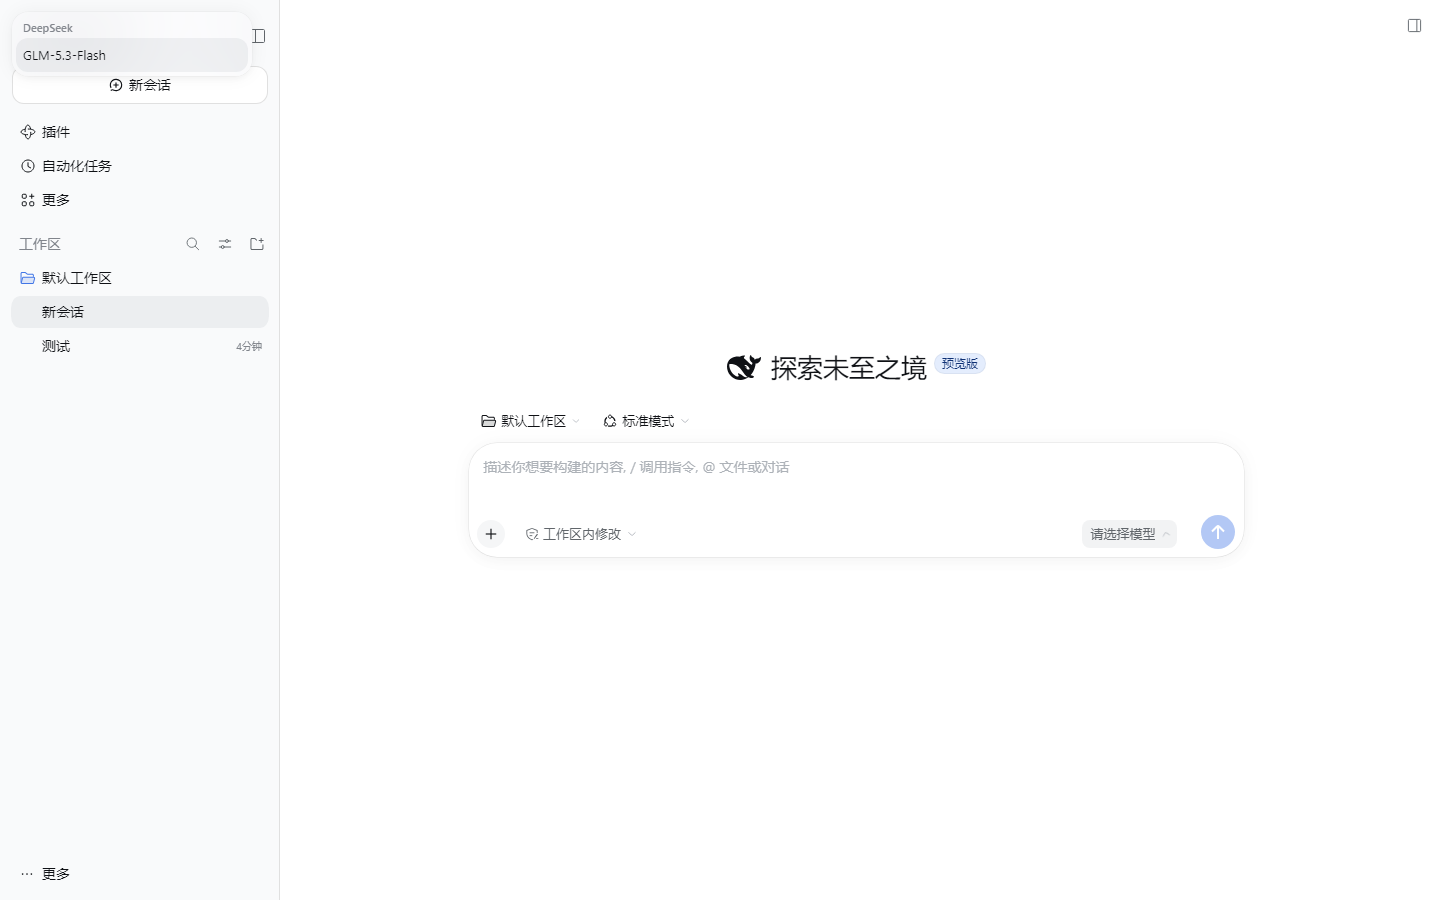 DeepSeek
GLM-5.3-Flash
新会话
插件
自动化任务
更多
工作区
默认工作区
新会话
测试 4分钟
更多
探索未至之境 预览版
默认工作区 标准模式
描述你想要构建的内容, / 调用指令, @ 文件或对话
工作区内修改 请选择模型